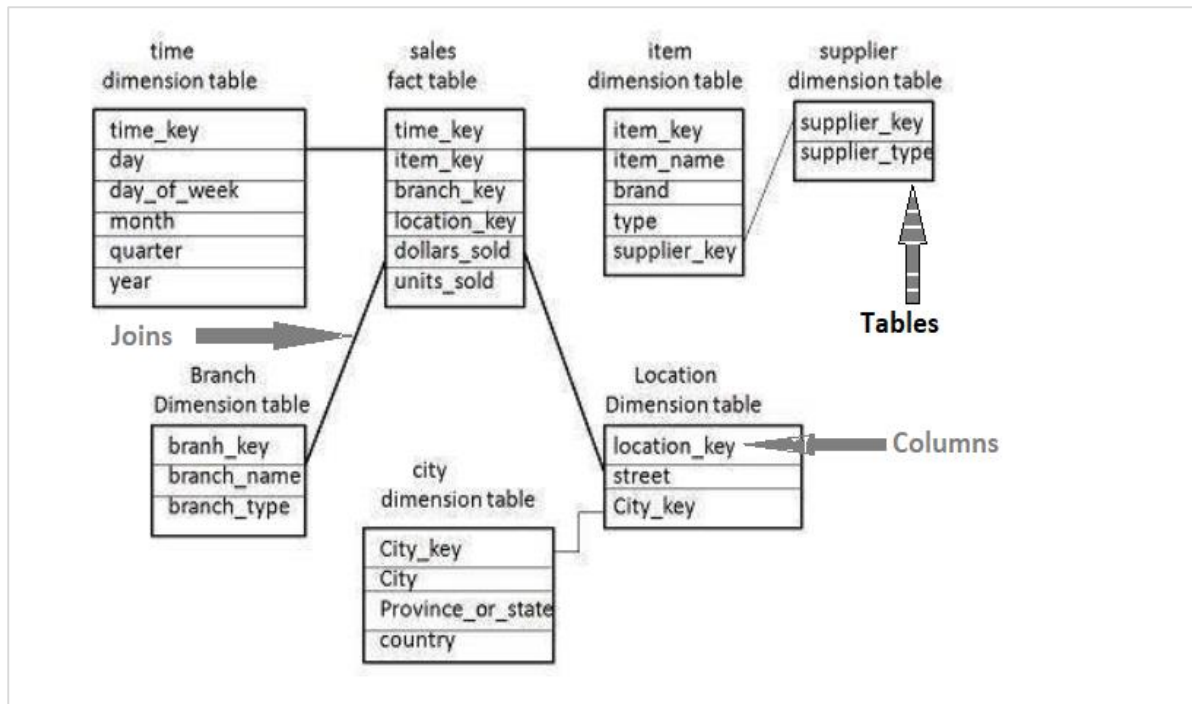 time
dimension table
time_key
day
day_of_week
month
quarter
year
sales
fact table
time_key
item_key
branch_key
location_key
dollars_sold
units_sold
item
dimension table
item_key
item_name
brand
type
supplier_key
supplier
dimension table
supplier_key
supplier_type
Tables
Joins
Branch
Dimension table
branh_key
branch_name
branch_type
city
dimension table
City_key
City
Province_or_state
country
Location
Dimension table
location_key
street
City_key
Columns